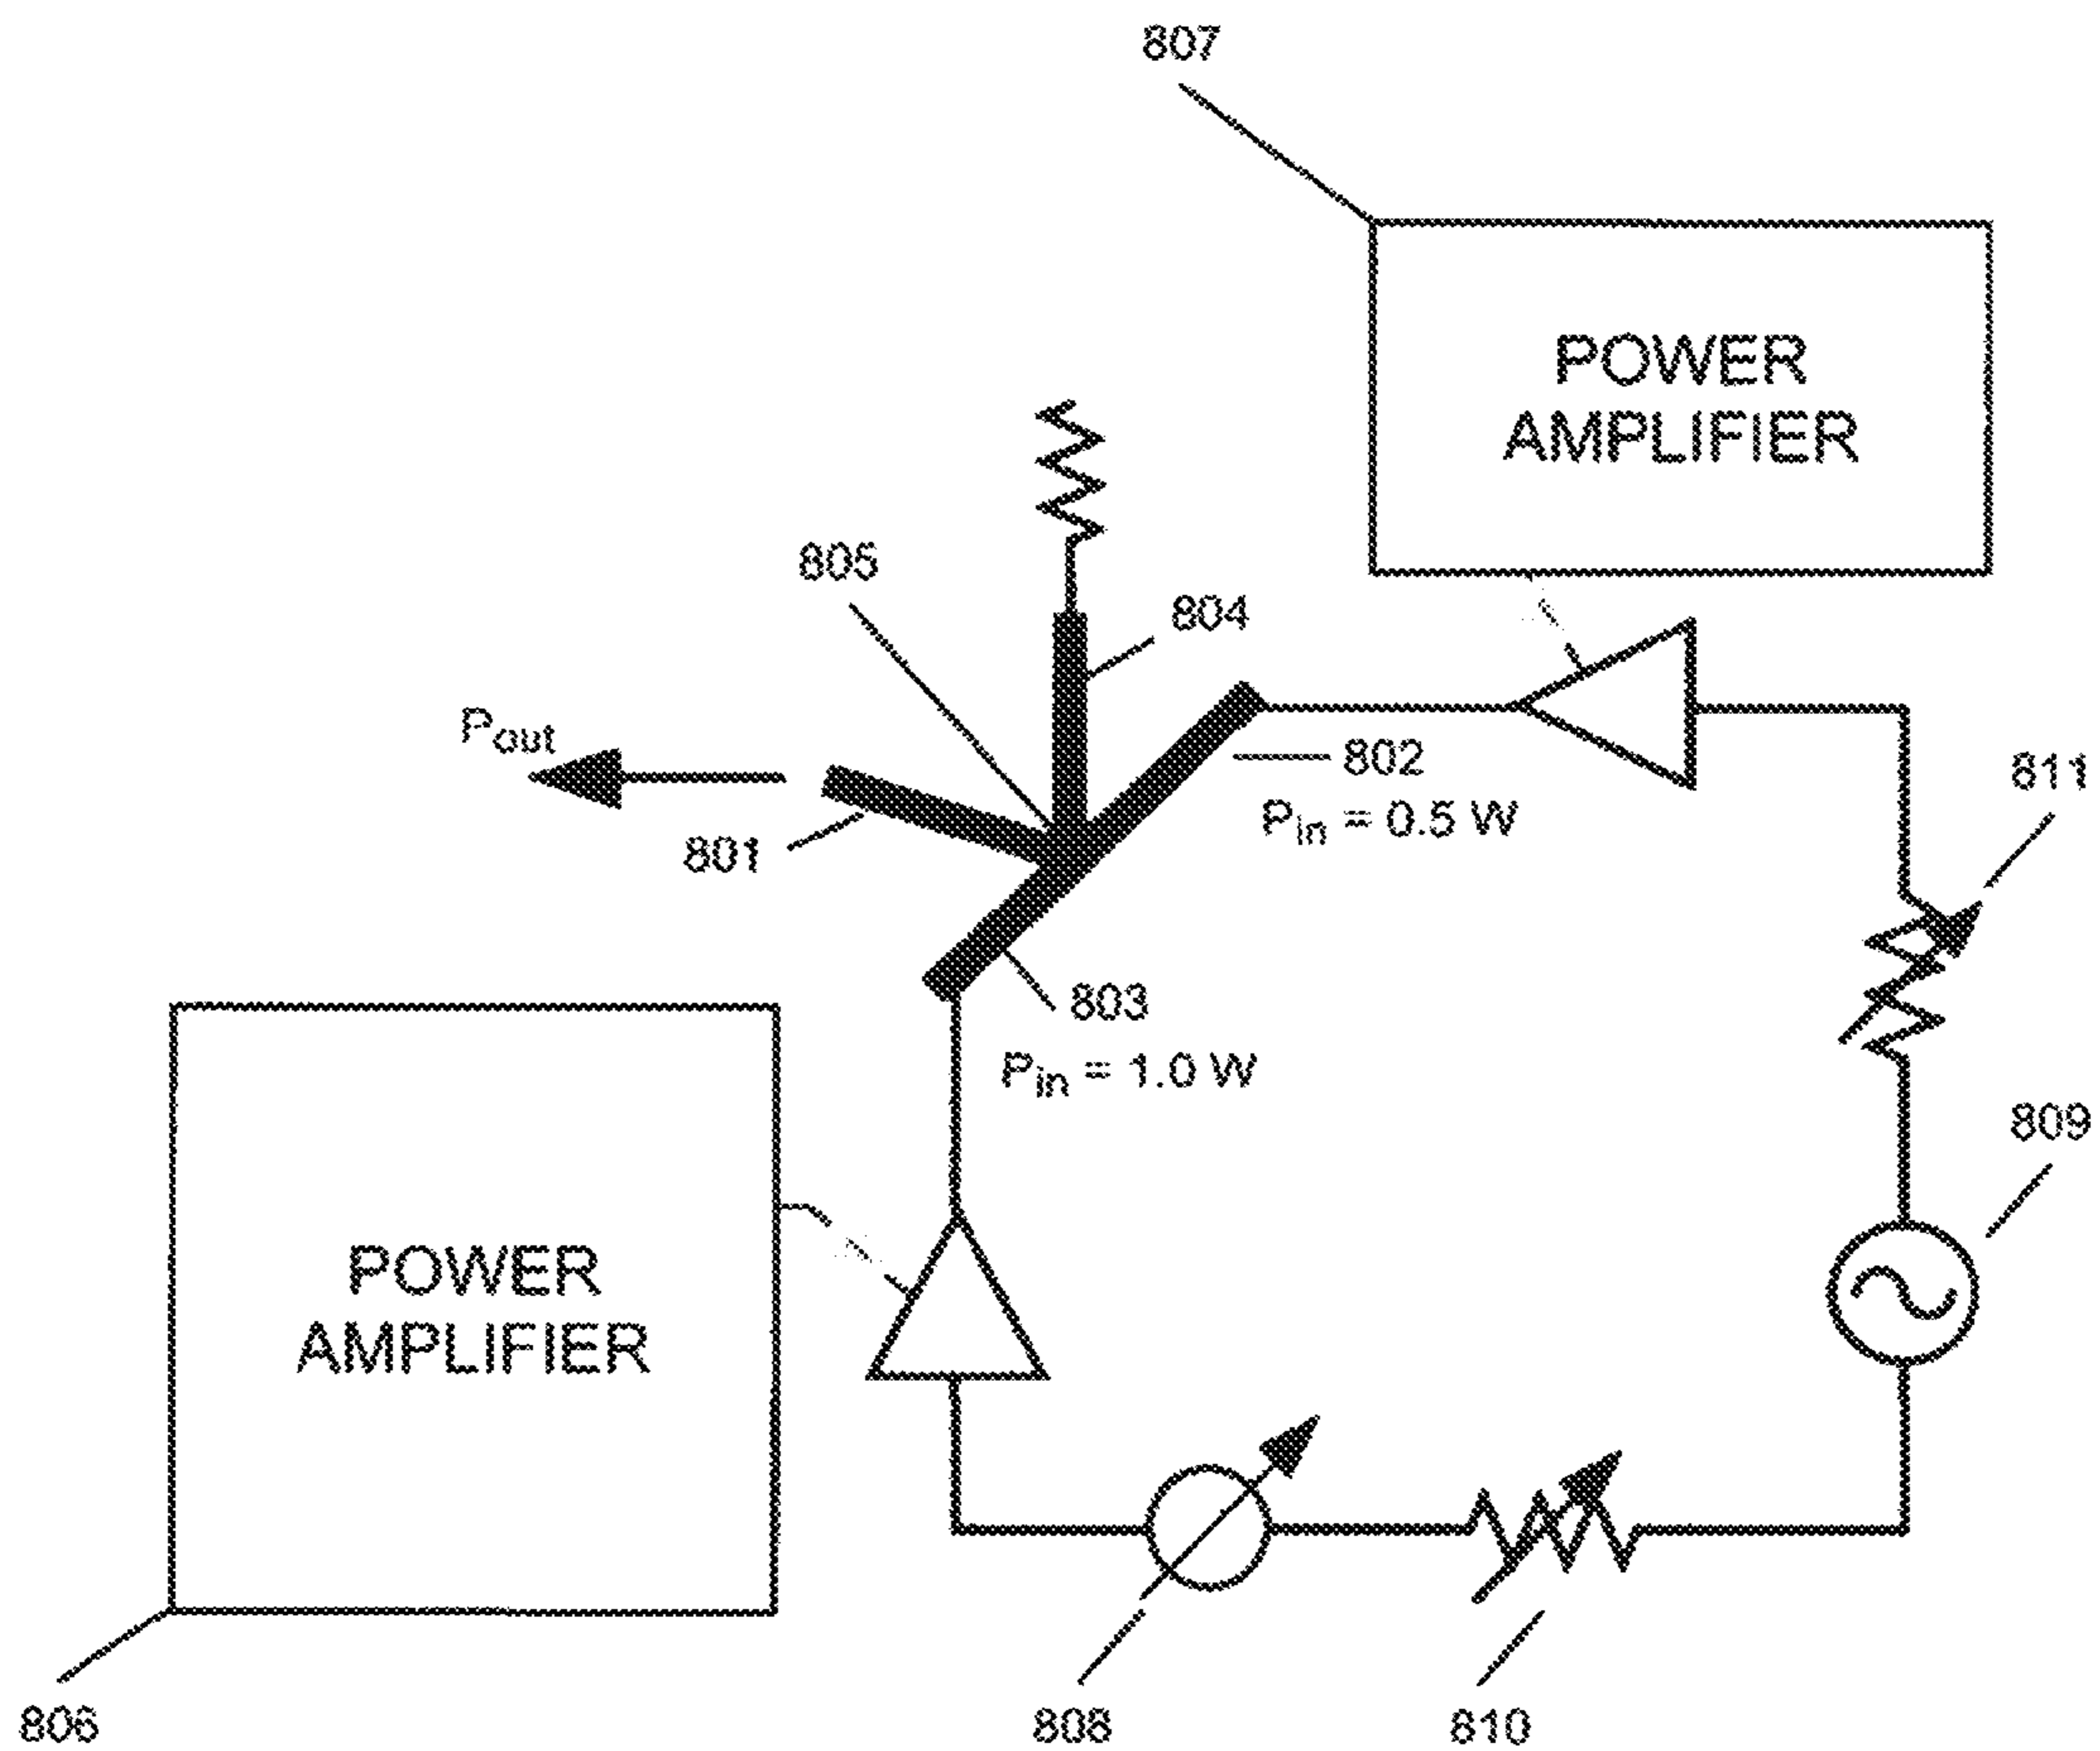 807
POWER
AMPLIFIER
805
804
Pout
802
Pin = 0.5 W
811
801
803
Pin = 1.0 W
809
POWER
AMPLIFIER
806
808
810